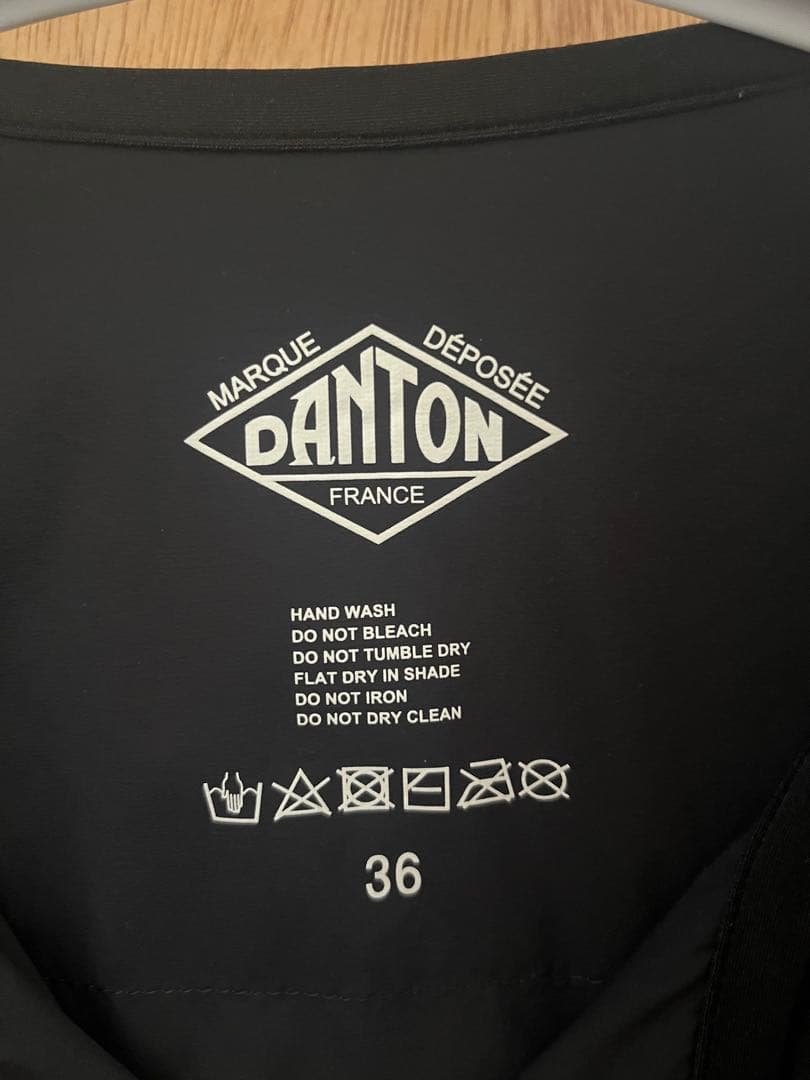 MARQUE DÉPOSÉE
DANTON
FRANCE
HAND WASH
DO NOT BLEACH
DO NOT TUMBLE DRY
FLAT DRY IN SHADE
DO NOT IRON
DO NOT DRY CLEAN
36